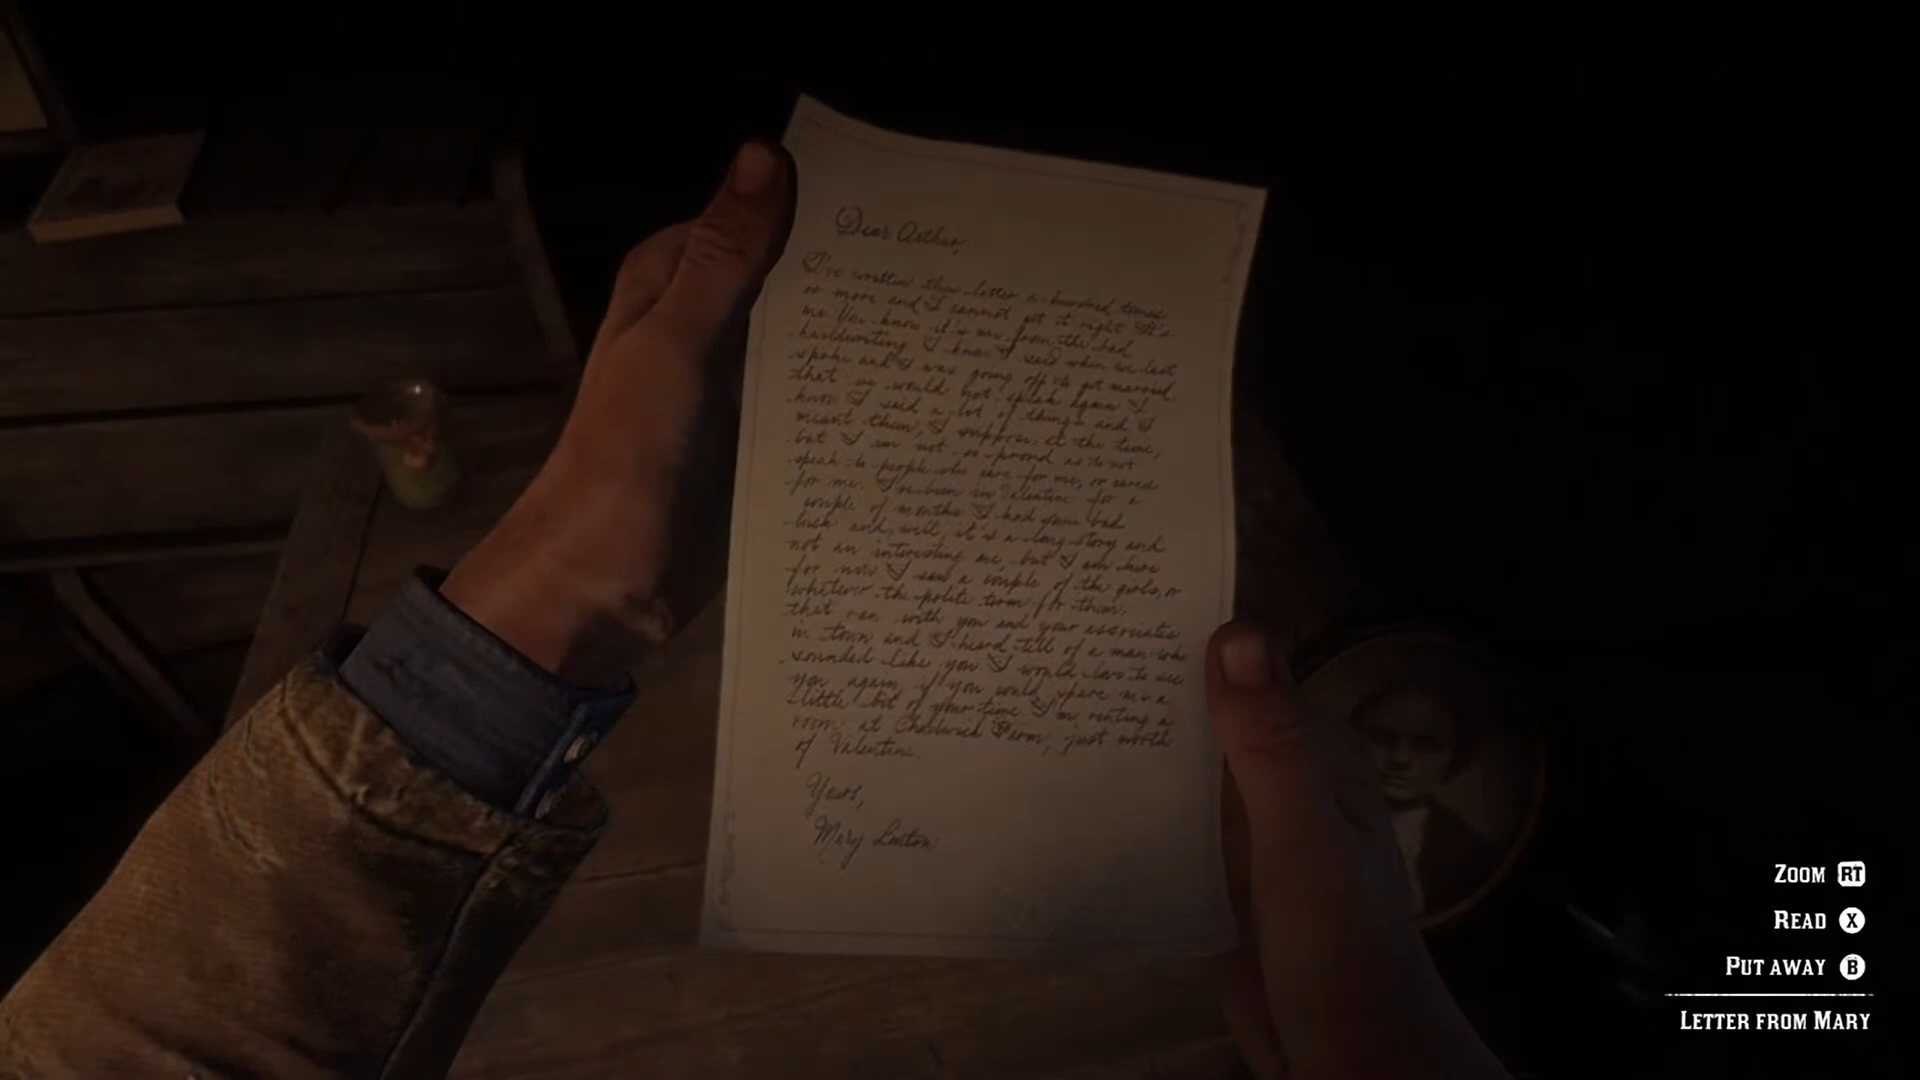 Dear Arthur,
I've written this letter a hundred times
or more and I cannot get it right. It's
me. You know it's me from the bad
handwriting. I know I said when we last
spoke and I was going off to get married
that we would not speak again. I
know I said a lot of things and I
meant them, I suppose, at the time,
but I am not so proud as to not
speak to people who care for me, or cared
for me. I've been in Valentine for a
couple of months. I had some bad
luck and, well, it's a long story and
not an interesting one, but I am here
for now. I saw a couple of the girls, or
whatever the polite term for them,
that ran with you and your associates
in town and I heard tell of a man who
sounded like you. I would love to see
you again if you could spare me a
little bit of your time. I'm renting a
room at Chadwick Farm, just north
of Valentine.
Yours,
Mary Linton
ZOOM RT
READ X
PUT AWAY B
LETTER FROM MARY